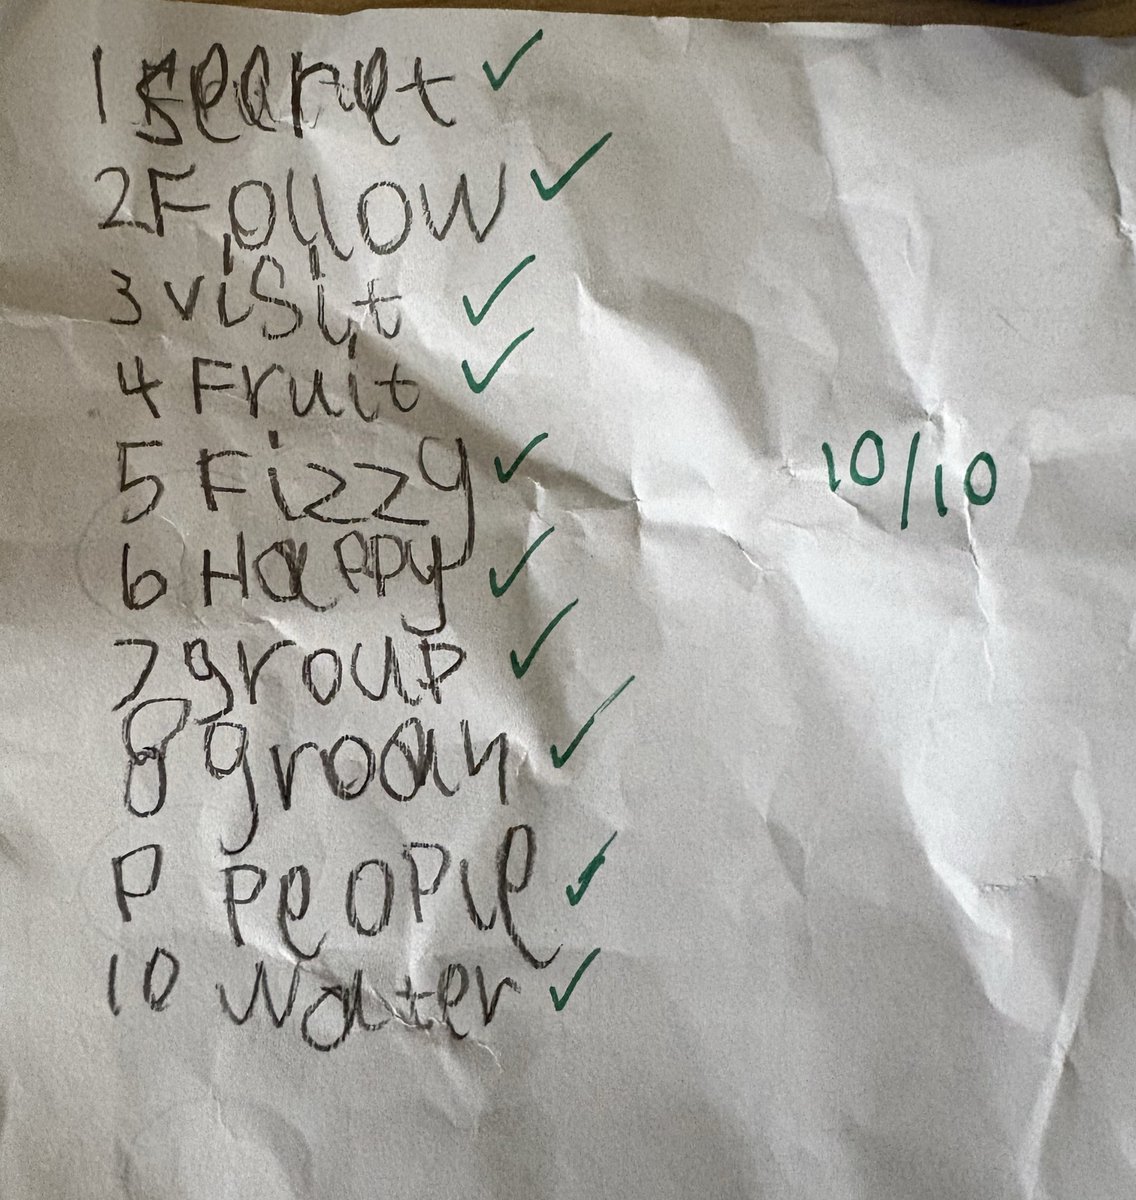 1 secret ✓
2 Follow ✓
3 visit ✓
4 Fruit ✓
5 Fizzy ✓
10/10
6 Happy ✓
7 group ✓
8 groan ✓
P PeoPle ✓
10 water ✓